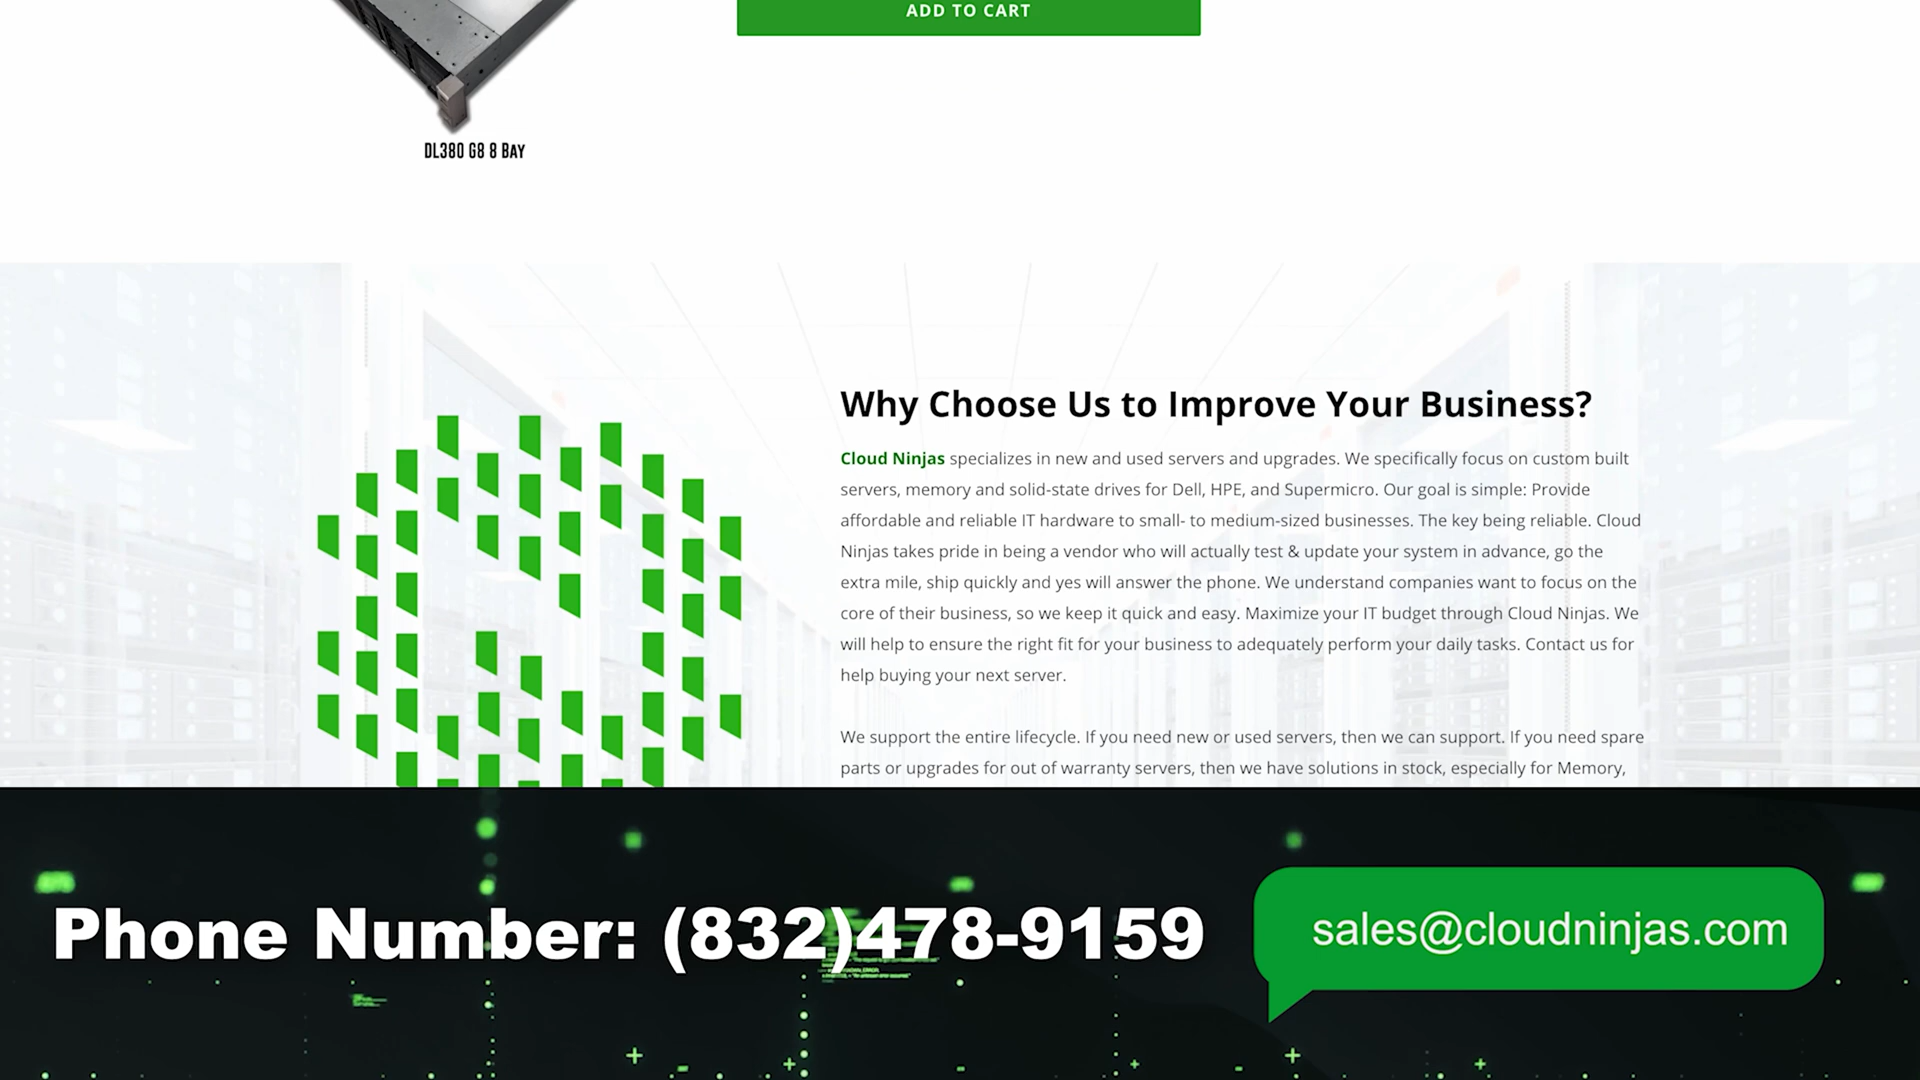 ADD TO CART
DL380 G8 8 BAY
Why Choose Us to Improve Your Business?
Cloud Ninjas specializes in new and used servers and upgrades. We specifically focus on custom built
servers, memory and solid-state drives for Dell, HPE, and Supermicro. Our goal is simple: Provide
affordable and reliable IT hardware to small- to medium-sized businesses. The key being reliable. Cloud
Ninjas takes pride in being a vendor who will actually test & update your system in advance, go the
extra mile, ship quickly and yes will answer the phone. We understand companies want to focus on the
core of their business, so we keep it quick and easy. Maximize your IT budget through Cloud Ninjas. We
will help to ensure the right fit for your business to adequately perform your daily tasks. Contact us for
help buying your next server.
We support the entire lifecycle. If you need new or used servers, then we can support. If you need spare
parts or upgrades for out of warranty servers, then we have solutions in stock, especially for Memory,
Phone Number: (832)478-9159
sales@cloudninjas.com